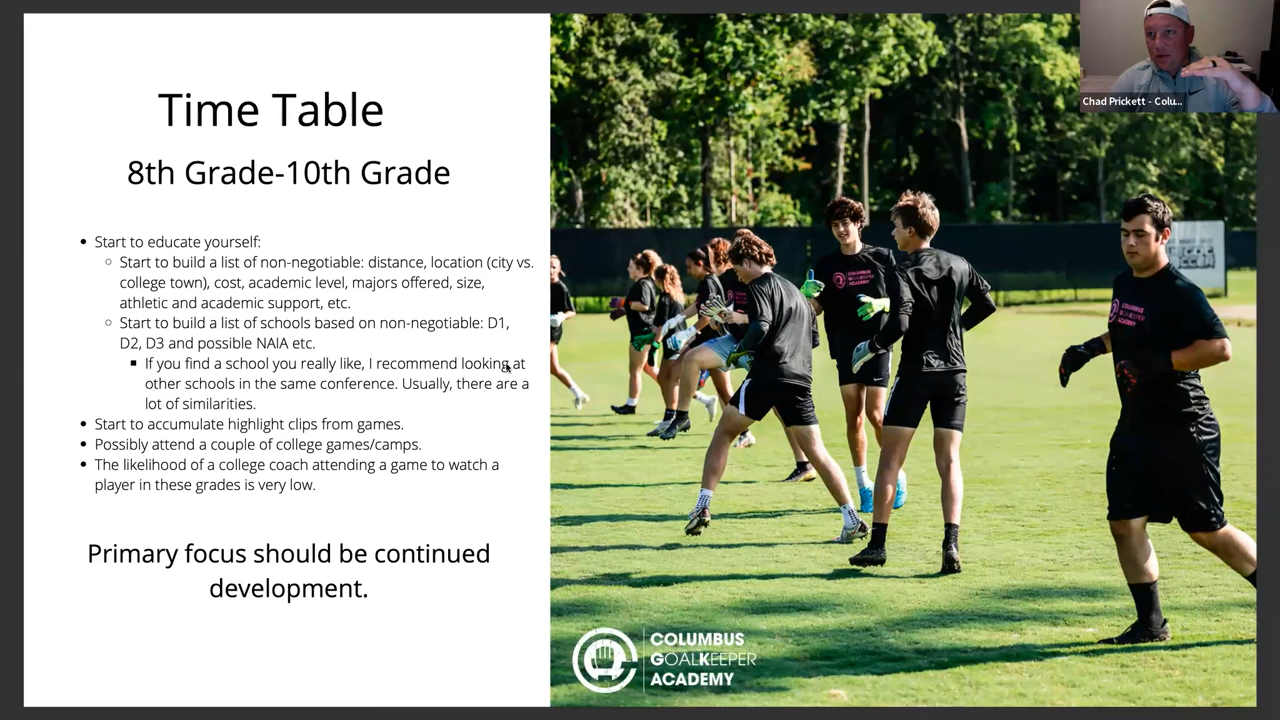 Time Table
8th Grade-10th Grade
Start to educate yourself:
Start to build a list of non-negotiable: distance, location (city vs.
college town), cost, academic level, majors offered, size,
athletic and academic support, etc.
Start to build a list of schools based on non-negotiable: D1,
D2, D3 and possible NAIA etc.
If you find a school you really like, I recommend looking at
other schools in the same conference. Usually, there are a
lot of similarities.
Start to accumulate highlight clips from games.
Possibly attend a couple of college games/camps.
The likelihood of a college coach attending a game to watch a
player in these grades is very low.
Primary focus should be continued
development.
Chad Prickett - Colu...
COLUMBUS
GOALKEEPER
ACADEMY
COLUMBUS
GOALKEEPER
ACADEMY
COLUMBUS
GOALKEEPER
ACADEMY